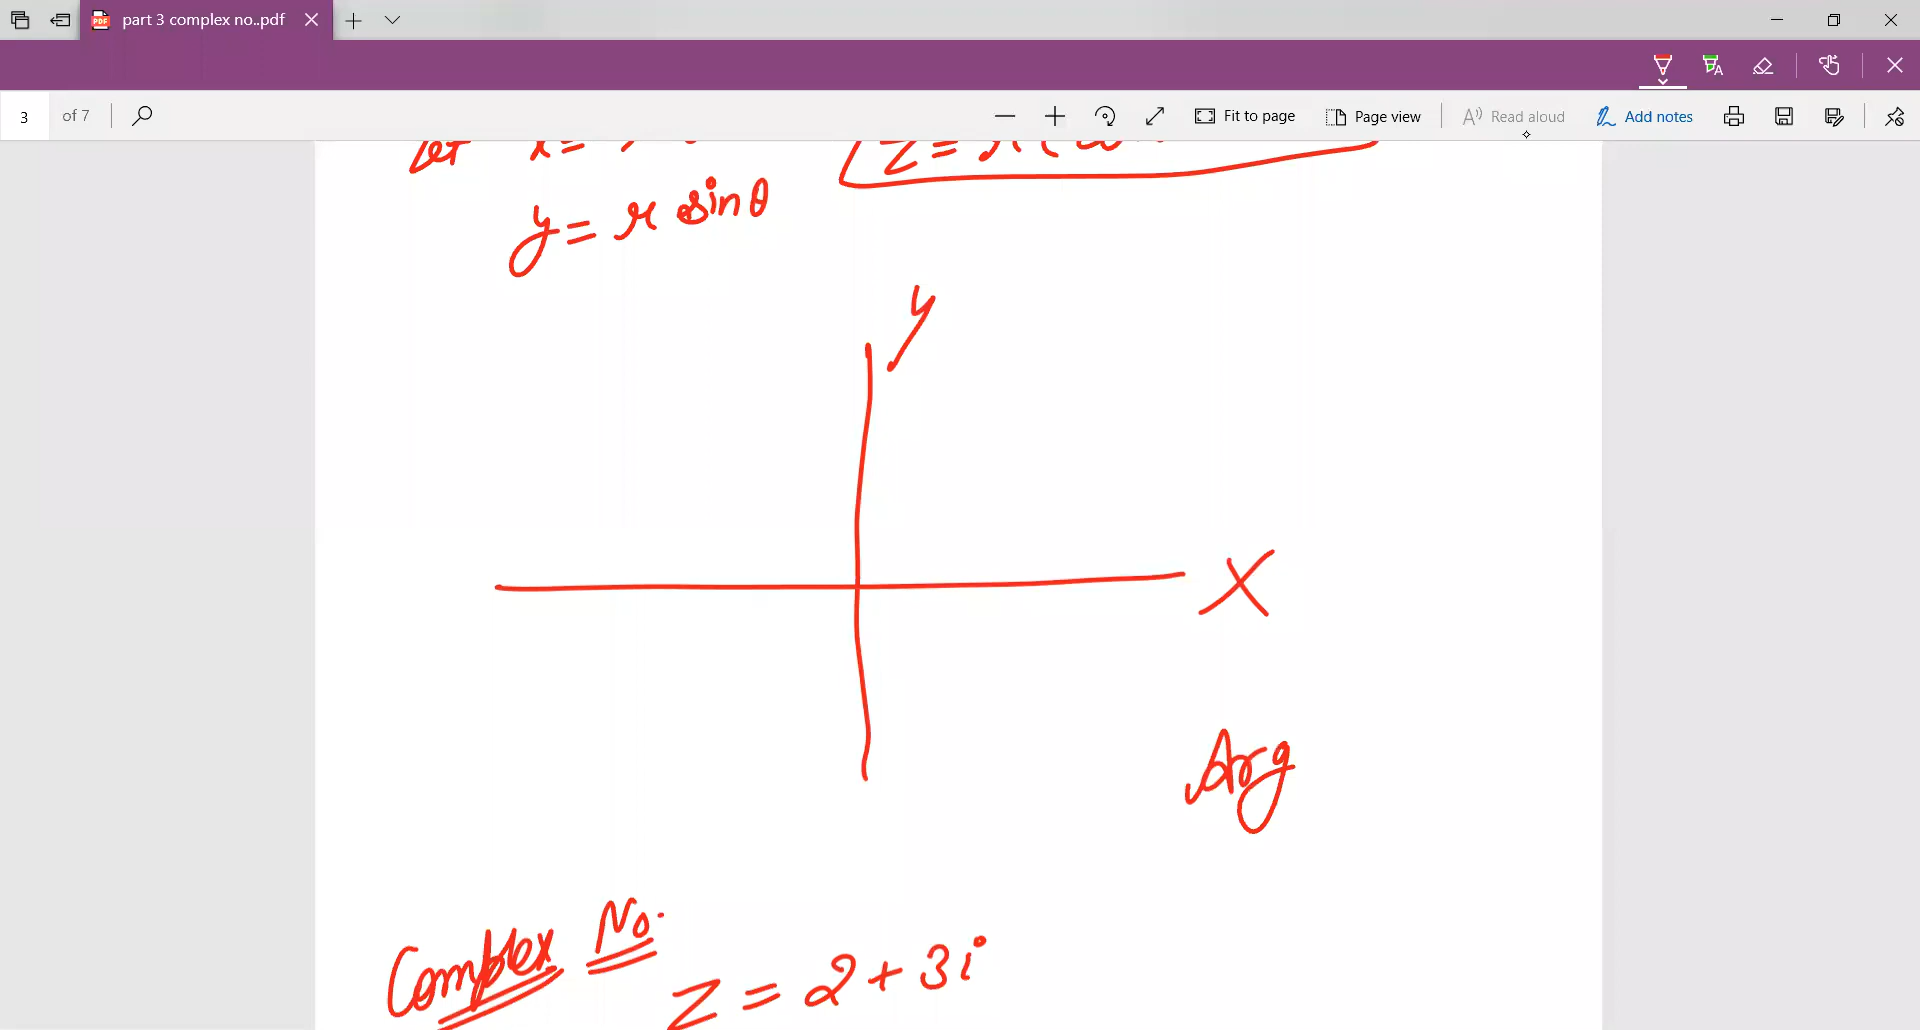 part 3 complex no..pdf
3 of 7
Fit to page
Page view
Read aloud
Add notes
Let x =
z = r (
y = r sin θ
y
X
Arg
Complex No.
z = 2 + 3i